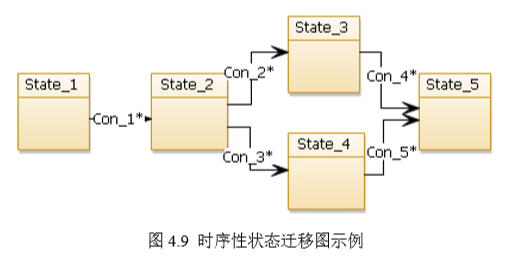 State_1
Con_1*
State_2
Con_2*
Con_3*
State_3
State_4
Con_4*
Con_5*
State_5
图 4.9 时序性状态迁移图示例